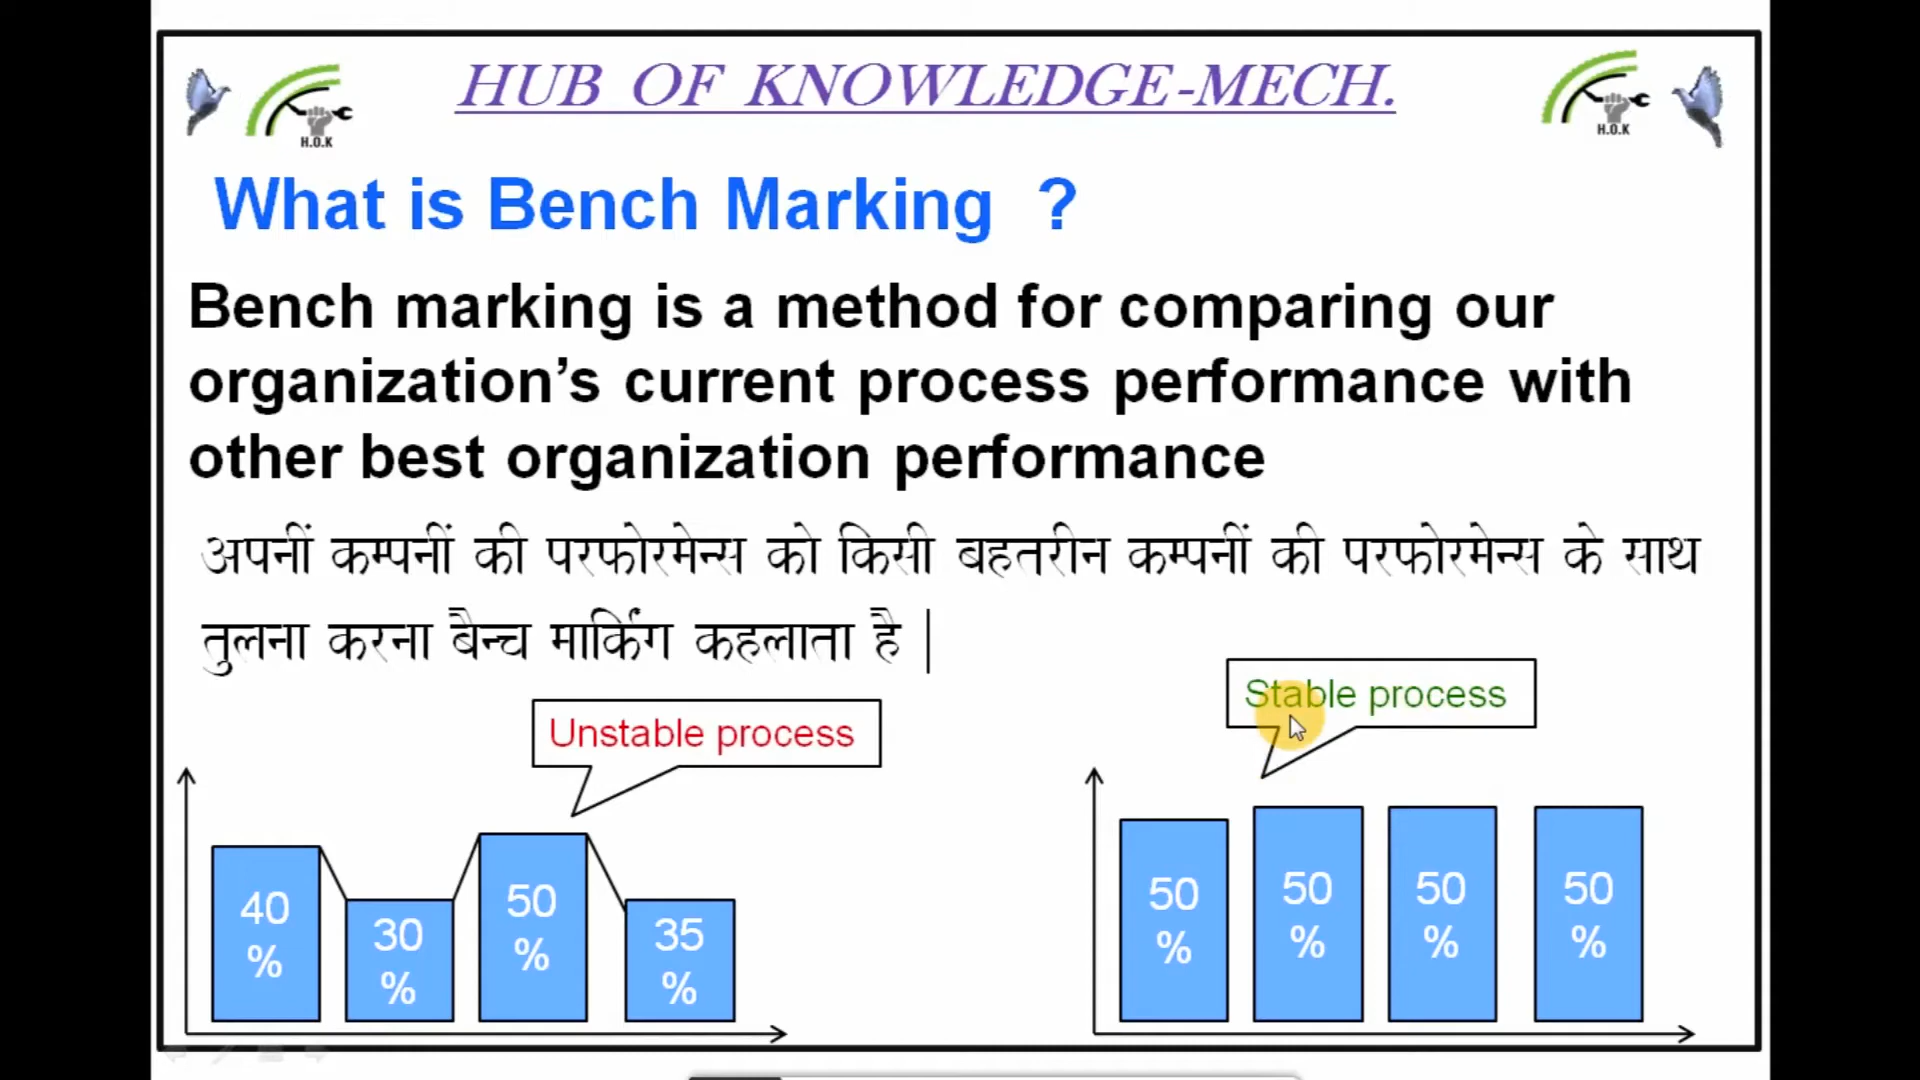 HUB OF KNOWLEDGE-MECH.
H.O.K
H.O.K
What is Bench Marking ?
Bench marking is a method for comparing our
organization’s current process performance with
other best organization performance
अपनीं कम्पनीं की परफोरमेन्स को किसी बहतरीन कम्पनीं की परफोरमेन्स के साथ
तुलना करना बैन्च मार्किंग कहलाता है |
Unstable process
Stable process
40
%
30
%
50
%
35
%
50
%
50
%
50
%
50
%